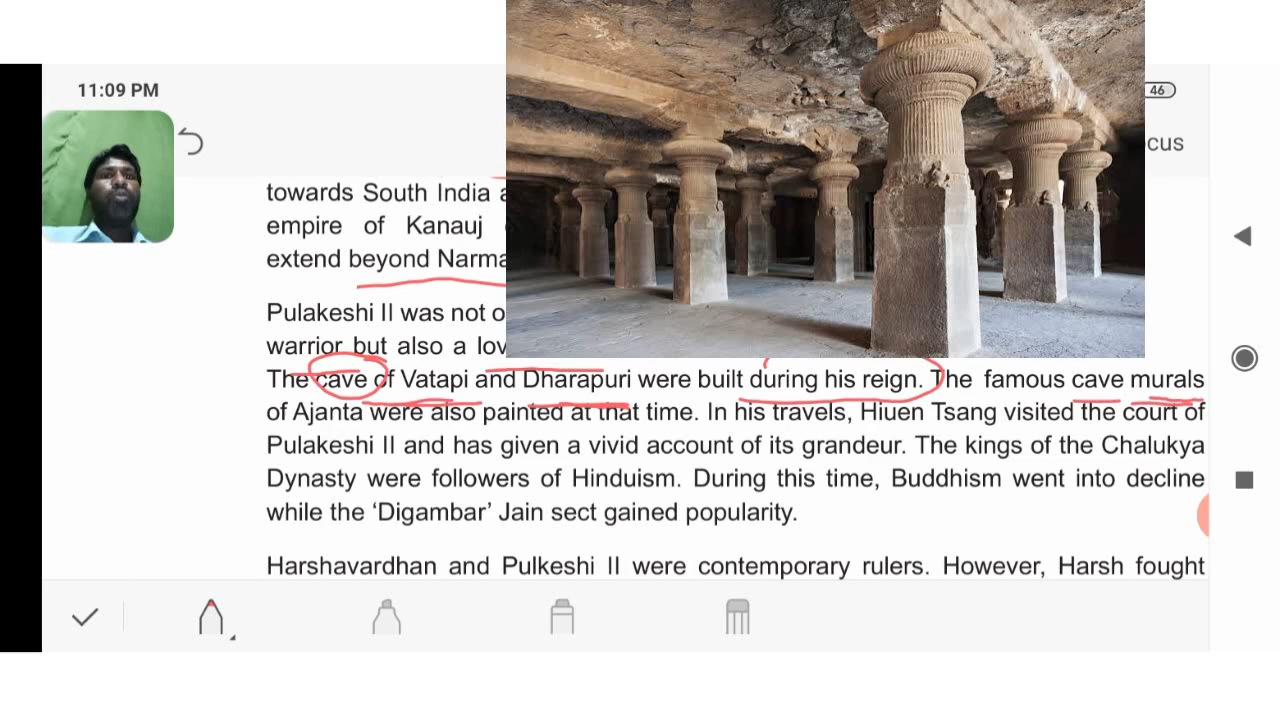 11:09 PM
46
cus
towards South India
empire of Kanauj
extend beyond Narma
Pulakeshi II was not o
warrior but also a lov
The cave of Vatapi and Dharapuri were built during his reign. The famous cave murals
of Ajanta were also painted at that time. In his travels, Hiuen Tsang visited the court of
Pulakeshi II and has given a vivid account of its grandeur. The kings of the Chalukya
Dynasty were followers of Hinduism. During this time, Buddhism went into decline
while the ‘Digambar’ Jain sect gained popularity.
Harshavardhan and Pulkeshi II were contemporary rulers. However, Harsh fought